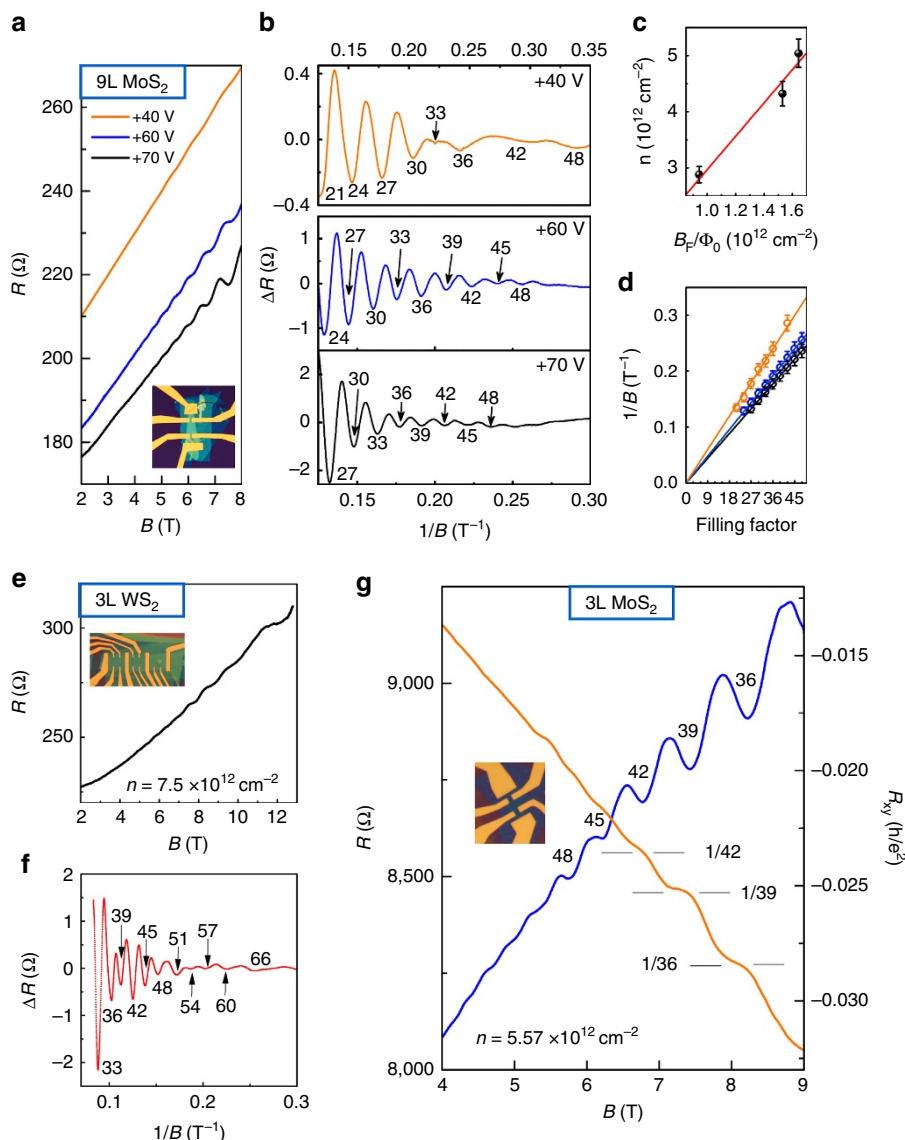 a
9L MoS₂
+40 V
+60 V
+70 V
260
240
220
200
180
R (Ω)
2 3 4 5 6 7 8
B (T)
b
0.15 0.20 0.25 0.30 0.35
+40 V
0.4
0.0
−0.4
21 24 27 30 33 36 42 48
+60 V
1
0
−1
24 27 30 33 36 39 42 45 48
+70 V
2
0
−2
27 30 33 36 39 42 45 48
ΔR (Ω)
0.15 0.20 0.25 0.30
1/B (T⁻¹)
c
5
4
3
n (10¹² cm⁻²)
1.0 1.2 1.4 1.6
B_F/Φ₀ (10¹² cm⁻²)
d
0.3
0.2
0.1
0.0
1/B (T⁻¹)
0 9 18 27 36 45
Filling factor
e
3L WS₂
300
250
R (Ω)
n = 7.5 ×10¹² cm⁻²
2 4 6 8 10 12
B (T)
f
2
1
0
−1
−2
ΔR (Ω)
33 36 39 42 45 48 51 54 57 60 66
0.1 0.2 0.3
1/B (T⁻¹)
g
3L MoS₂
9,000
8,500
8,000
R (Ω)
48 45 42 39 36
1/42
1/39
1/36
n = 5.57 ×10¹² cm⁻²
−0.015
−0.020
−0.025
−0.030
R_xy (h/e²)
4 5 6 7 8 9
B (T)